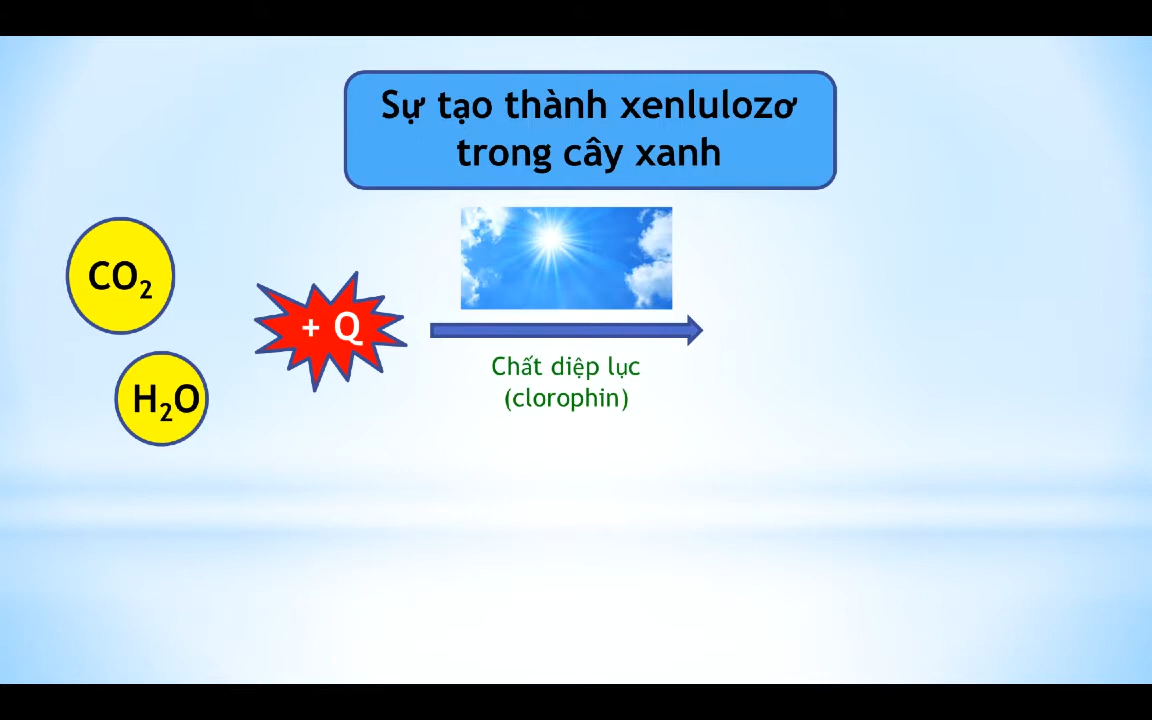 Sự tạo thành xenlulozơ
trong cây xanh
CO₂
H₂O
+ Q
Chất diệp lục
(clorophin)